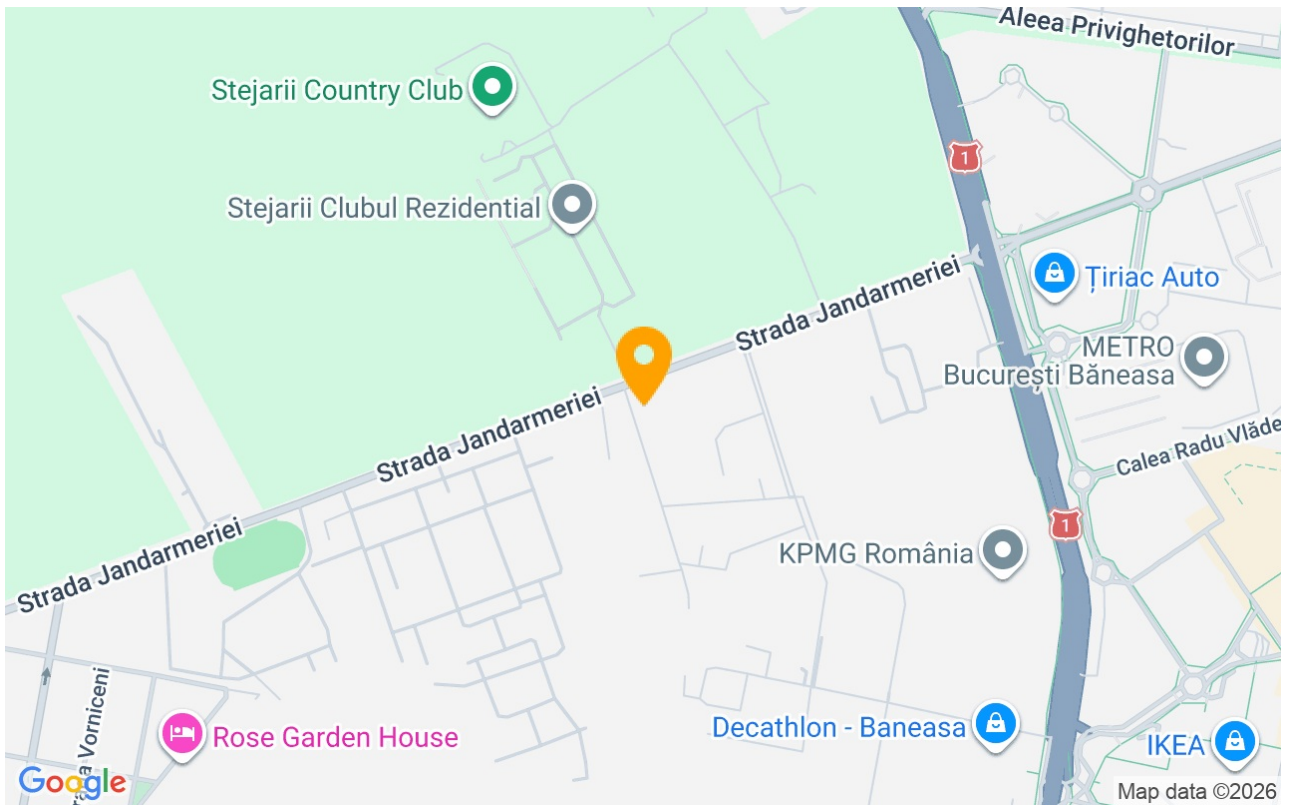 Aleea Privighetorilor
Stejarii Country Club
1
Stejarii Clubul Rezidential
Strada Jandarmeriei
Țiriac Auto
METRO
București Băneasa
Strada Jandarmeriei
Calea Radu Vlăde
1
KPMG România
Strada Jandarmeriei
Vorniceni
Rose Garden House
Decathlon - Baneasa
IKEA
Google
Map data ©2026